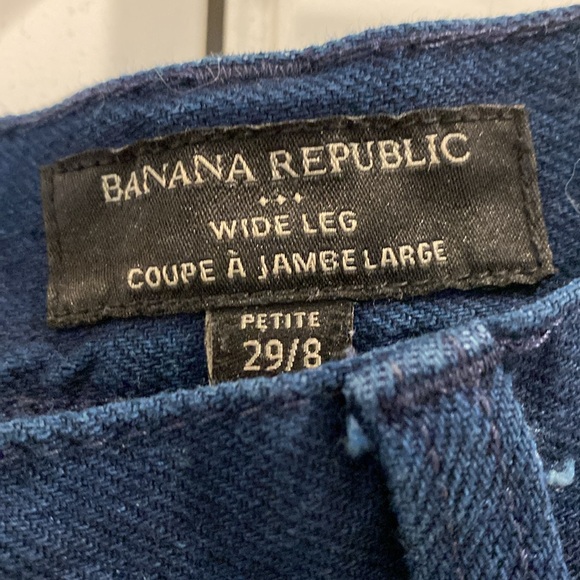 BANANA REPUBLIC
WIDE LEG
COUPE À JAMBE LARGE
PETITE
29/8